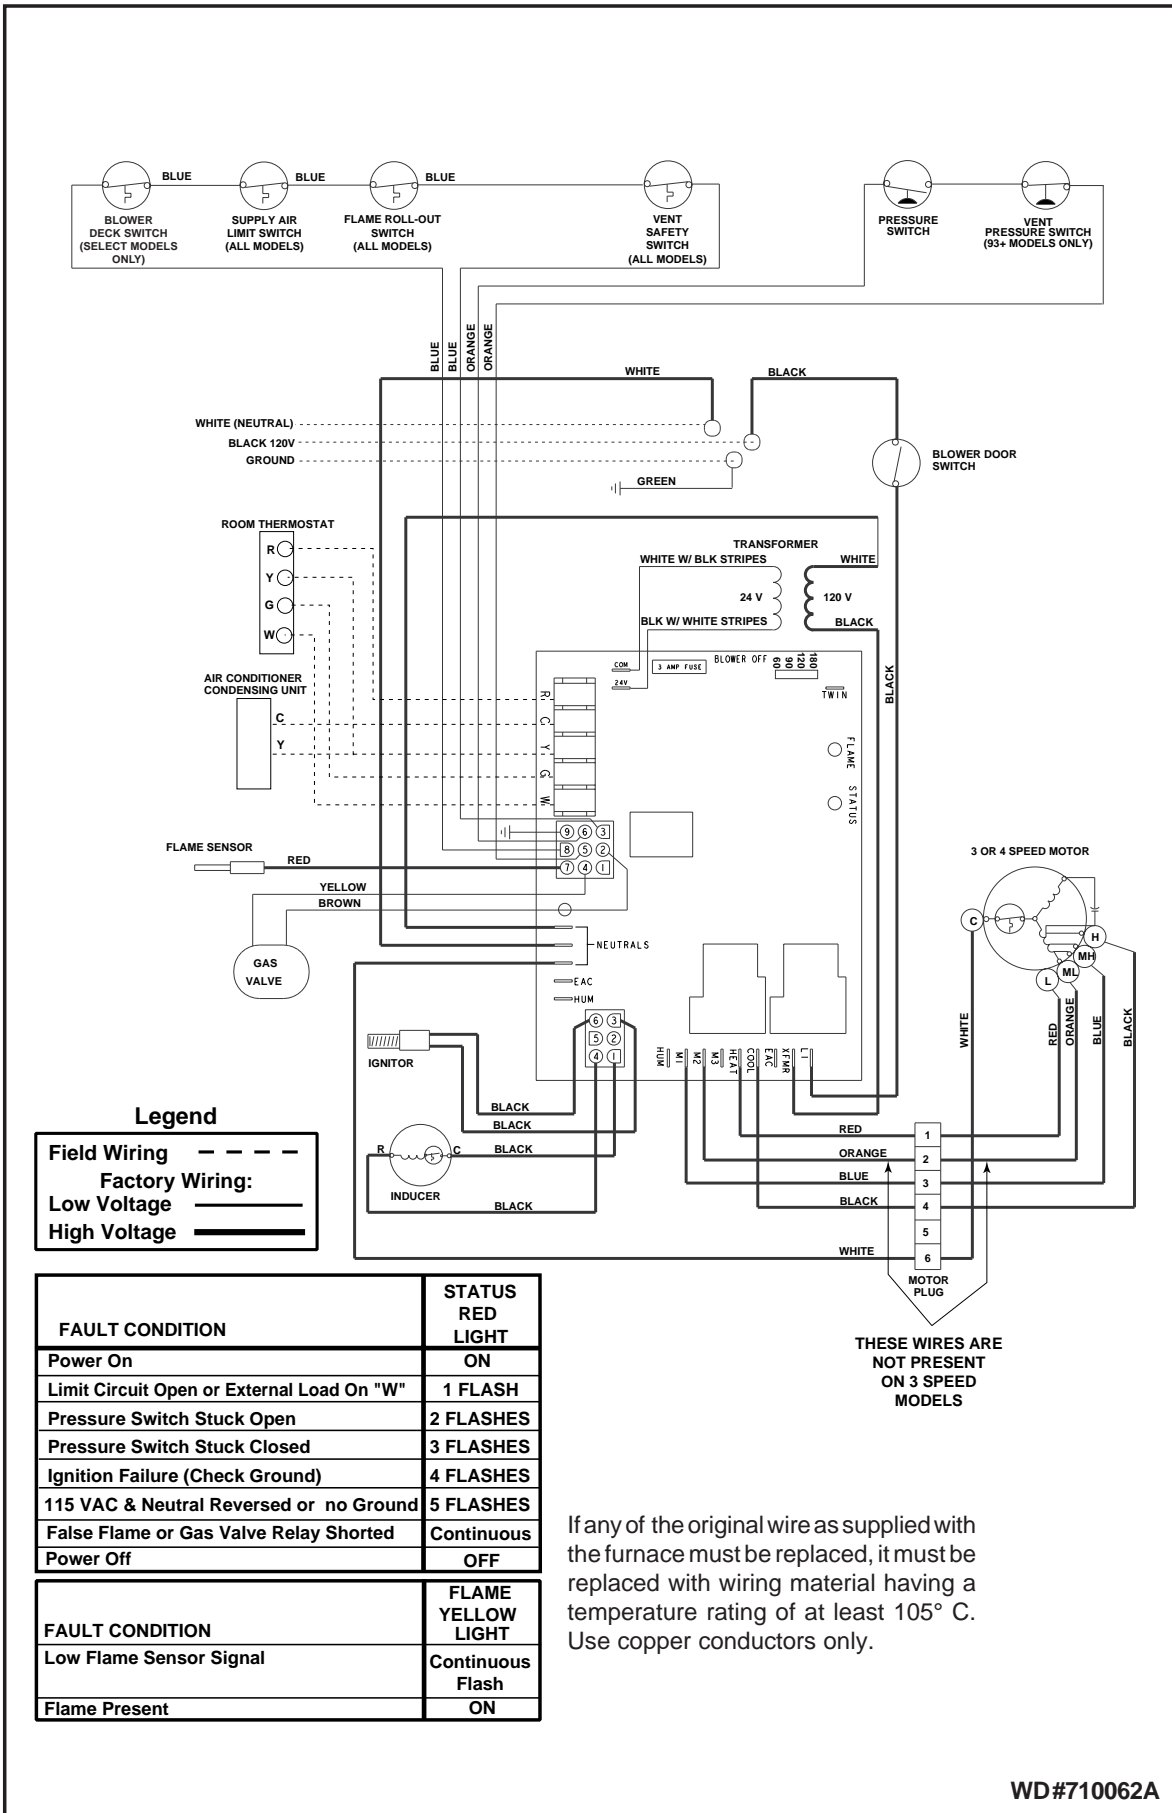 BLUE
BLUE
BLUE
BLOWER
DECK SWITCH
(SELECT MODELS
ONLY)
SUPPLY AIR
LIMIT SWITCH
(ALL MODELS)
FLAME ROLL-OUT
SWITCH
(ALL MODELS)
VENT
SAFETY
SWITCH
(ALL MODELS)
PRESSURE
SWITCH
VENT
PRESSURE SWITCH
(93+ MODELS ONLY)
BLUE
BLUE
ORANGE
ORANGE
WHITE
BLACK
WHITE (NEUTRAL)
BLACK 120V
GROUND
GREEN
BLOWER DOOR
SWITCH
ROOM THERMOSTAT
R
Y
G
W
TRANSFORMER
WHITE W/ BLK STRIPES
WHITE
24 V
120 V
BLK W/ WHITE STRIPES
BLACK
BLACK
AIR CONDITIONER
CONDENSING UNIT
C
Y
COM
24V
3 AMP FUSE
BLOWER OFF
60
90
120
180
TWIN
R
C
Y
G
W
FLAME
STATUS
9 6 3
8 5 2
7 4 1
FLAME SENSOR
RED
YELLOW
BROWN
GAS
VALVE
NEUTRALS
EAC
HUM
3 OR 4 SPEED MOTOR
C
H
MH
ML
L
WHITE
RED
ORANGE
BLUE
BLACK
6 3
5 2
4 1
HUM
M1
M2
M3
HEAT
COOL
EAC
XFMR
L1
IGNITOR
BLACK
BLACK
R
C
BLACK
INDUCER
BLACK
RED
ORANGE
BLUE
BLACK
WHITE
1
2
3
4
5
6
MOTOR
PLUG
THESE WIRES ARE
NOT PRESENT
ON 3 SPEED
MODELS
Legend
Field Wiring
Factory Wiring:
Low Voltage
High Voltage
FAULT CONDITION STATUS
RED
LIGHT
Power On ON
Limit Circuit Open or External Load On "W" 1 FLASH
Pressure Switch Stuck Open 2 FLASHES
Pressure Switch Stuck Closed 3 FLASHES
Ignition Failure (Check Ground) 4 FLASHES
115 VAC & Neutral Reversed or no Ground 5 FLASHES
False Flame or Gas Valve Relay Shorted Continuous
Power Off OFF
FAULT CONDITION FLAME
YELLOW
LIGHT
Low Flame Sensor Signal Continuous
Flash
Flame Present ON
If any of the original wire as supplied with
the furnace must be replaced, it must be
replaced with wiring material having a
temperature rating of at least 105° C.
Use copper conductors only.
WD#710062A